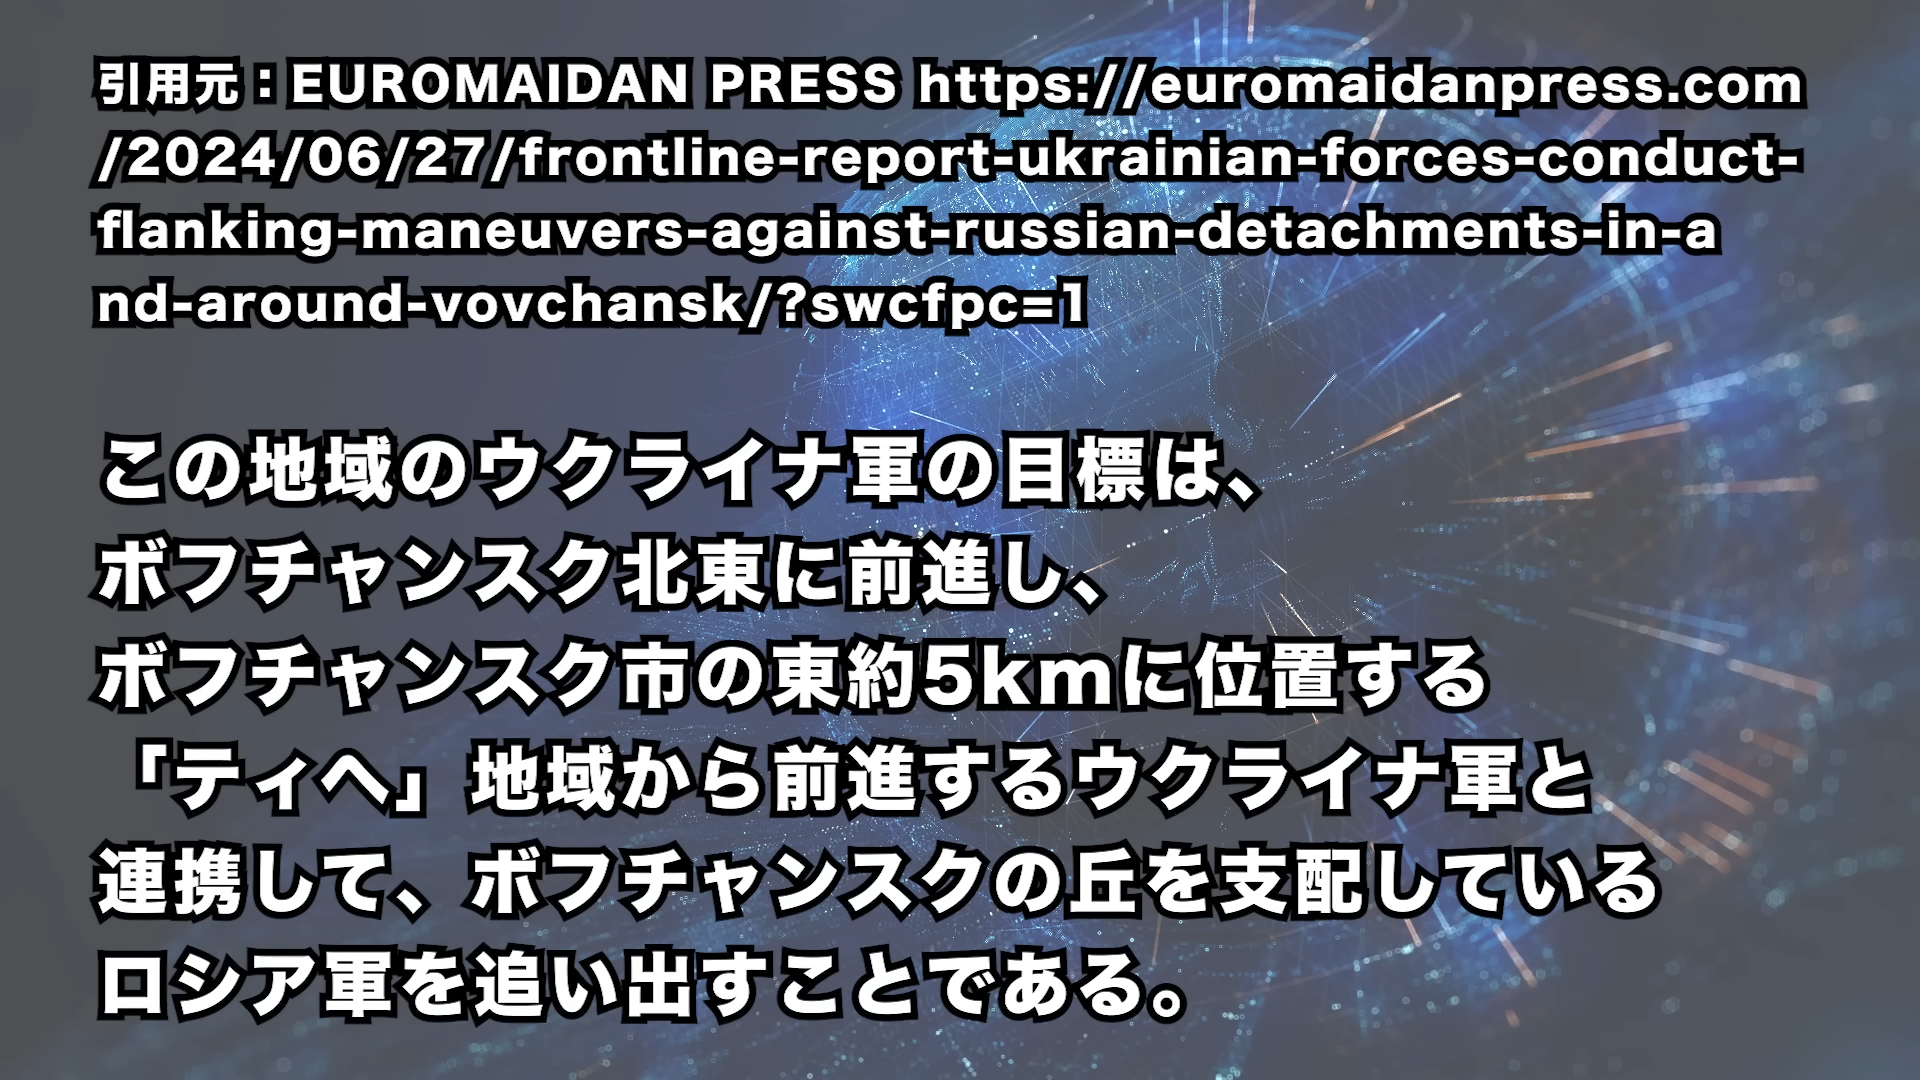 引用元：EUROMAIDAN PRESS https://euromaidanpress.com
/2024/06/27/frontline-report-ukrainian-forces-conduct-
flanking-maneuvers-against-russian-detachments-in-a
nd-around-vovchansk/?swcfpc=1
この地域のウクライナ軍の目標は、
ボフチャンスク北東に前進し、
ボフチャンスク市の東約5kmに位置する
「ティヘ」地域から前進するウクライナ軍と
連携して、ボフチャンスクの丘を支配している
ロシア軍を追い出すことである。